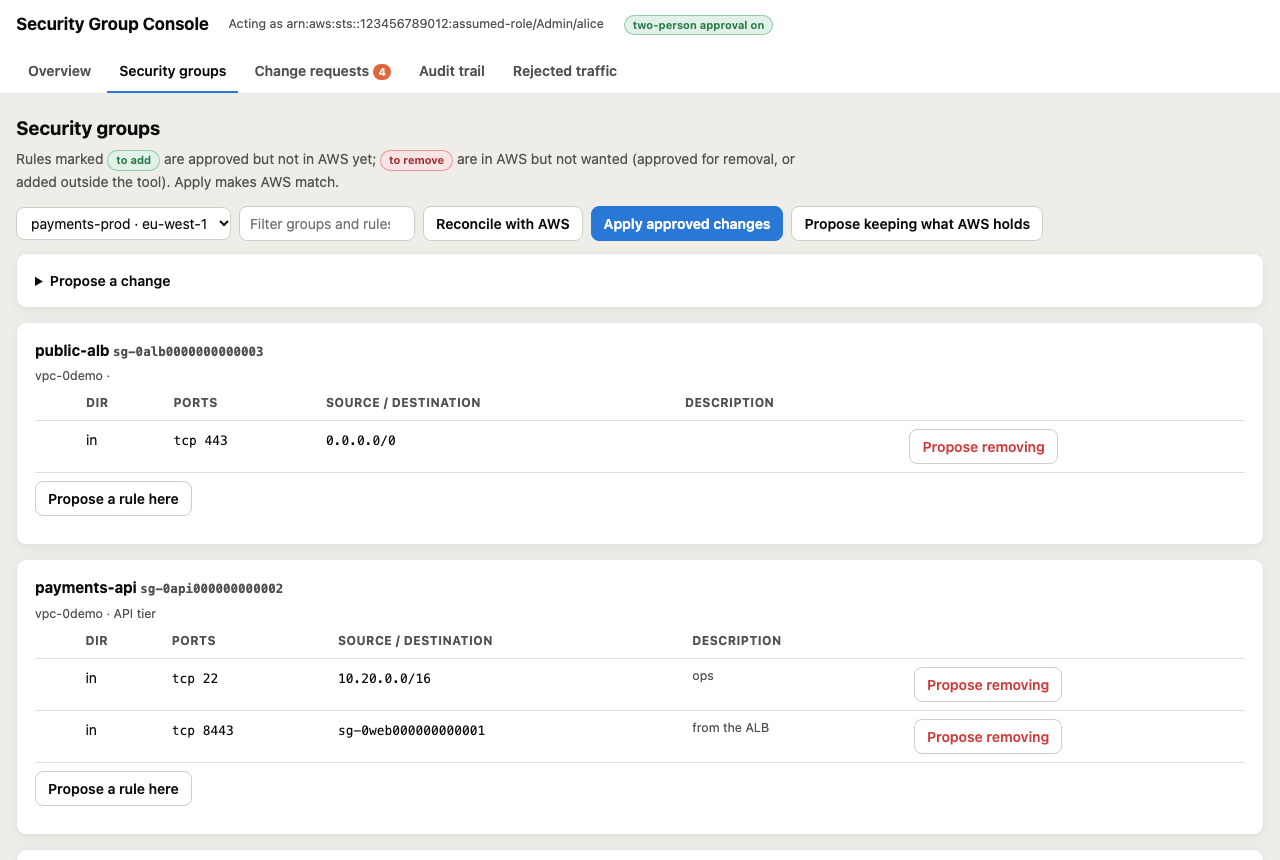 Security Group Console Acting as arn:aws:sts::123456789012:assumed-role/Admin/alice two-person approval on
Overview Security groups Change requests 4 Audit trail Rejected traffic
Security groups
Rules marked to add are approved but not in AWS yet; to remove are in AWS but not wanted (approved for removal, or
added outside the tool). Apply makes AWS match.
payments-prod · eu-west-1 Filter groups and rules Reconcile with AWS Apply approved changes Propose keeping what AWS holds
Propose a change
public-alb sg-0alb0000000000003
vpc-0demo ·
DIR PORTS SOURCE / DESTINATION DESCRIPTION
in tcp 443 0.0.0.0/0 Propose removing
Propose a rule here
payments-api sg-0api000000000002
vpc-0demo · API tier
DIR PORTS SOURCE / DESTINATION DESCRIPTION
in tcp 22 10.20.0.0/16 ops Propose removing
in tcp 8443 sg-0web000000000001 from the ALB Propose removing
Propose a rule here